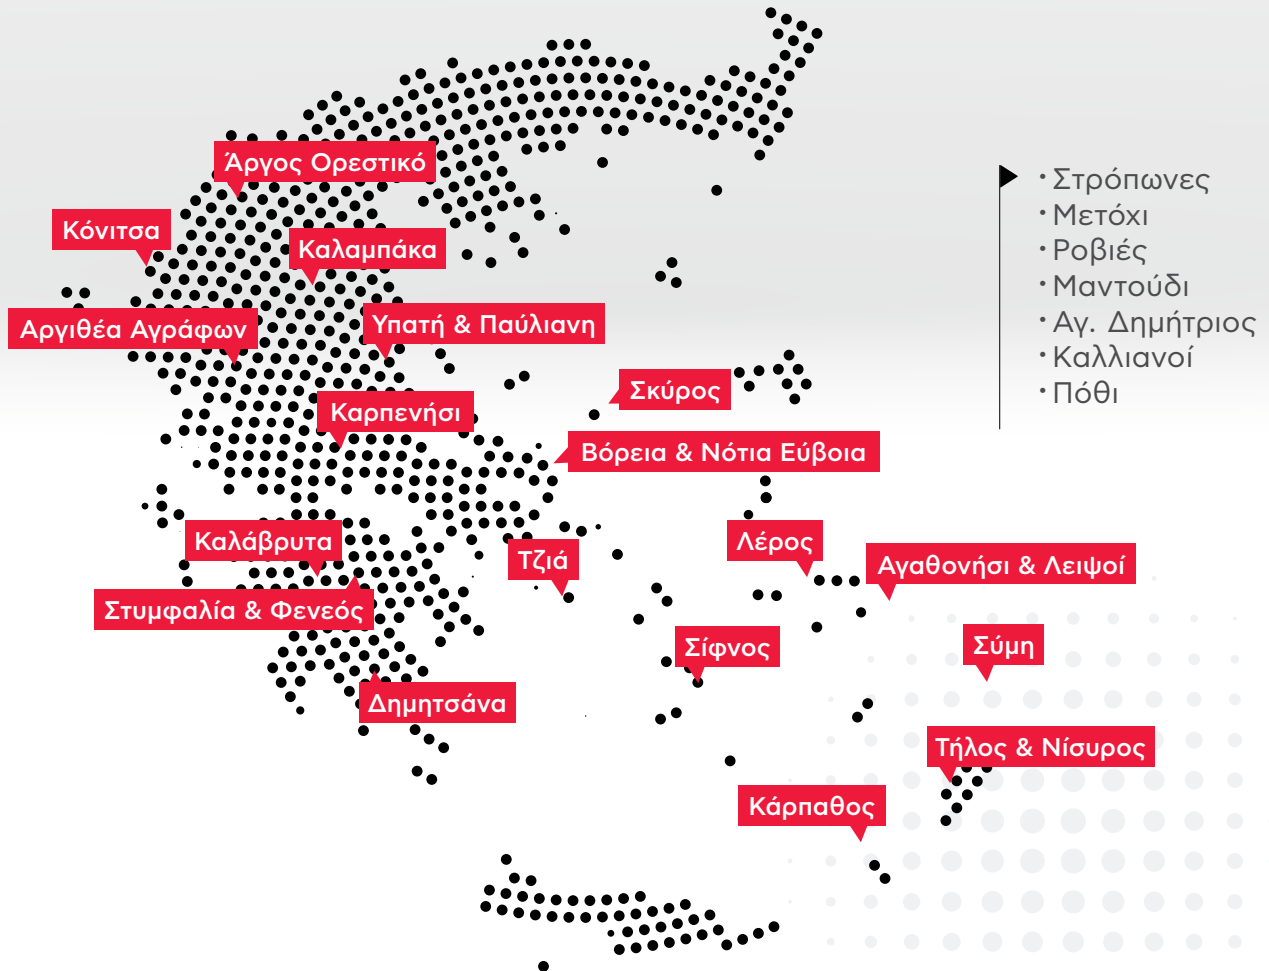 Άργος Ορεστικό
Κόνιτσα
Καλαμπάκα
Αργιθέα Αγράφων
Υπατή & Παύλιανη
Σκύρος
Καρπενήσι
Βόρεια & Νότια Εύβοια
Καλάβρυτα
Τζιά
Λέρος
Αγαθονήσι & Λειψοί
Στυμφαλία & Φενεός
Σίφνος
Σύμη
Δημητσάνα
Τήλος & Νίσυρος
Κάρπαθος
· Στρόπωνες
· Μετόχι
· Ροβιές
· Μαντούδι
· Αγ. Δημήτριος
· Καλλιανοί
· Πόθι